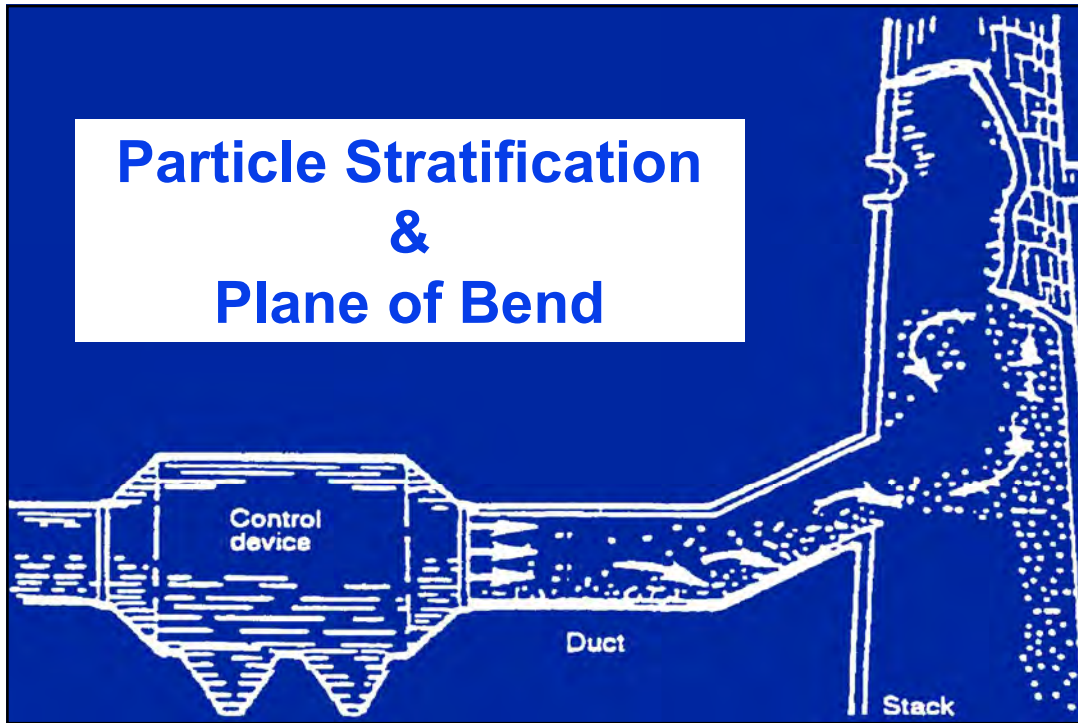 Particle Stratification
&
Plane of Bend
Control
device
Duct
Stack